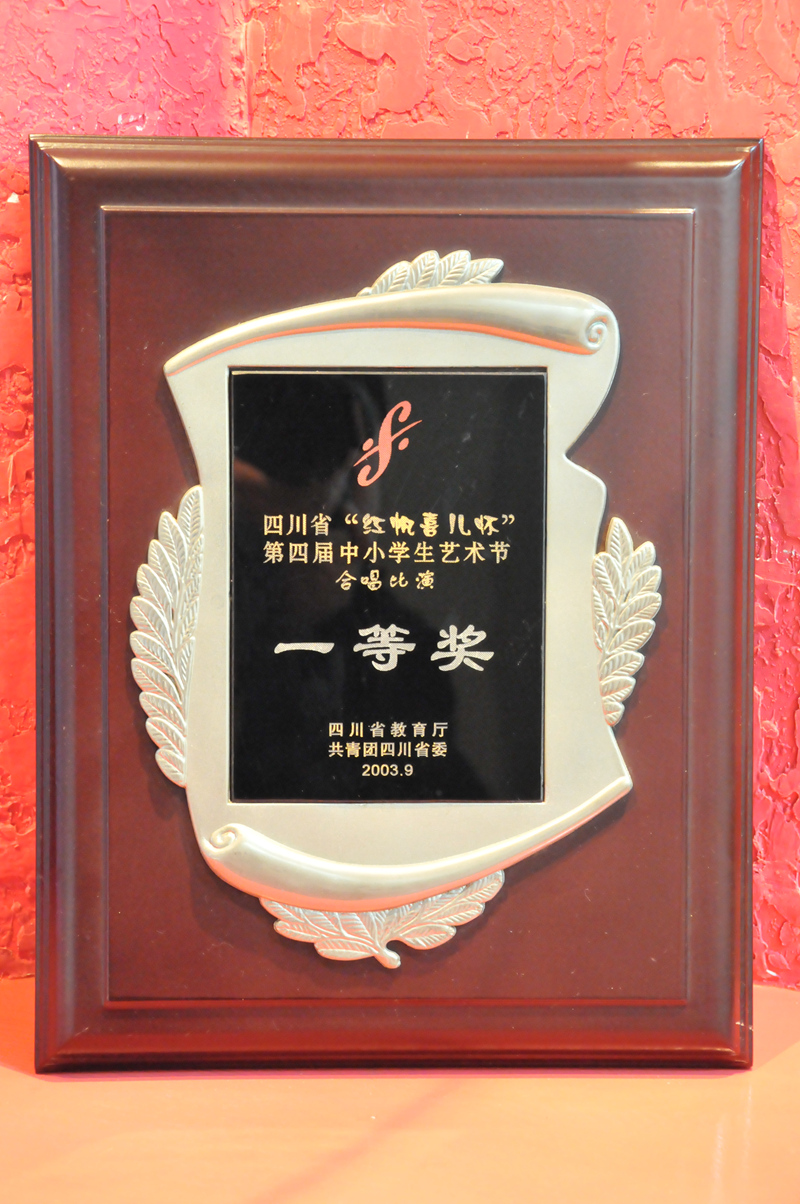 四川省“红帆喜儿怀”
第四届中小学生艺术节
合唱比演
一等奖
四川省教育厅
共青团四川省委
2003.9